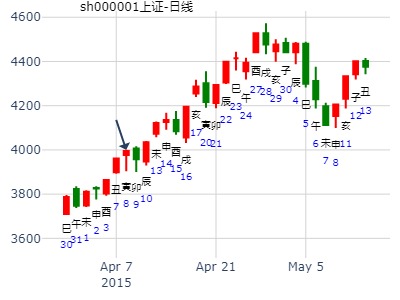 sh000001上证-日线
4600
4400
4200
4000
3800
3600
巳
30
午
31
未
1
申
2
酉
3
丑
7
寅
8
卯
9
辰
10
未
13
申
14
酉
15
戌
16
亥
17
寅
20
卯
21
辰
22
巳
23
午
24
酉
27
戌
28
亥
29
子
30
辰
4
巳
5
午
6
未
7
申
8
亥
11
子
12
丑
13
Apr 7
2015
Apr 21
May 5